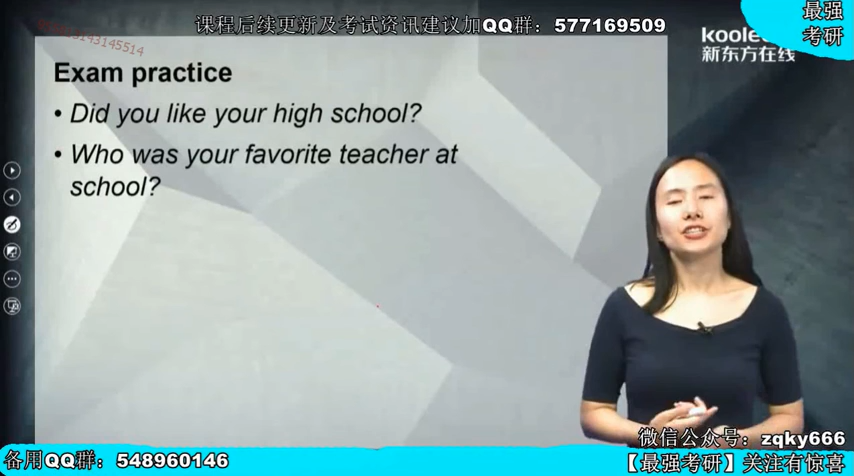 课程后续更新及考试资讯建议加QQ群：577169509
最强
考研
koolea
新东方在线
Exam practice
• Did you like your high school?
• Who was your favorite teacher at
school?
微信公众号：zqky666
备用QQ群：548960146
【最强考研】关注有惊喜